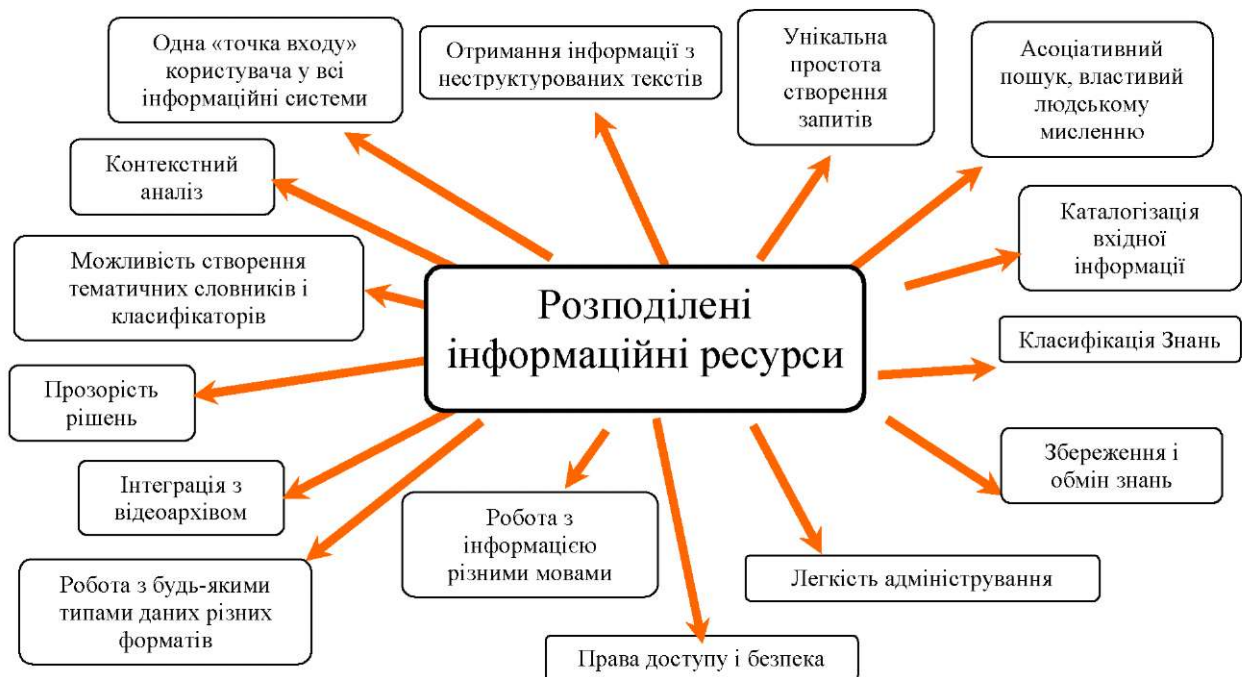 Одна «точка входу»
користувача у всі
інформаційні системи
Отримання інформації з
неструктурованих текстів
Унікальна
простота
створення
запитів
Асоціативний
пошук, властивий
людському
мисленню
Контекстний
аналіз
Каталогізація
вхідної
інформації
Можливість створення
тематичних словників і
класифікаторів
Розподілені
інформаційні ресурси
Класифікація Знань
Прозорість
рішень
Збереження і
обмін знань
Інтеграція з
відеоархівом
Робота з
інформацією
різними мовами
Легкість адміністрування
Робота з будь-якими
типами даних різних
форматів
Права доступу і безпека